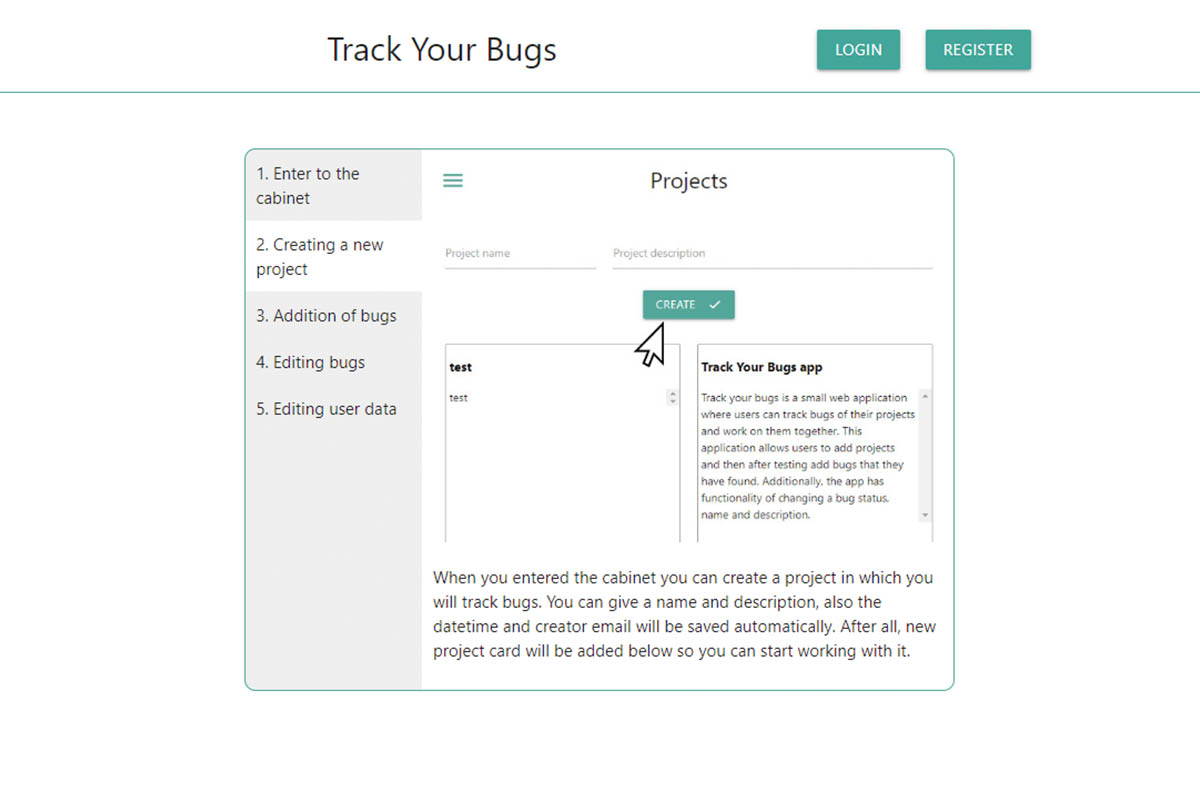 Track Your Bugs
LOGIN
REGISTER
1. Enter to the
cabinet
2. Creating a new
project
3. Addition of bugs
4. Editing bugs
5. Editing user data
Projects
Project name
Project description
CREATE
test
test
Track Your Bugs app
Track your bugs is a small web application
where users can track bugs of their projects
and work on them together. This
application allows users to add projects
and then after testing add bugs that they
have found. Additionally, the app has
functionality of changing a bug status,
name and description.
When you entered the cabinet you can create a project in which you
will track bugs. You can give a name and description, also the
datetime and creator email will be saved automatically. After all, new
project card will be added below so you can start working with it.